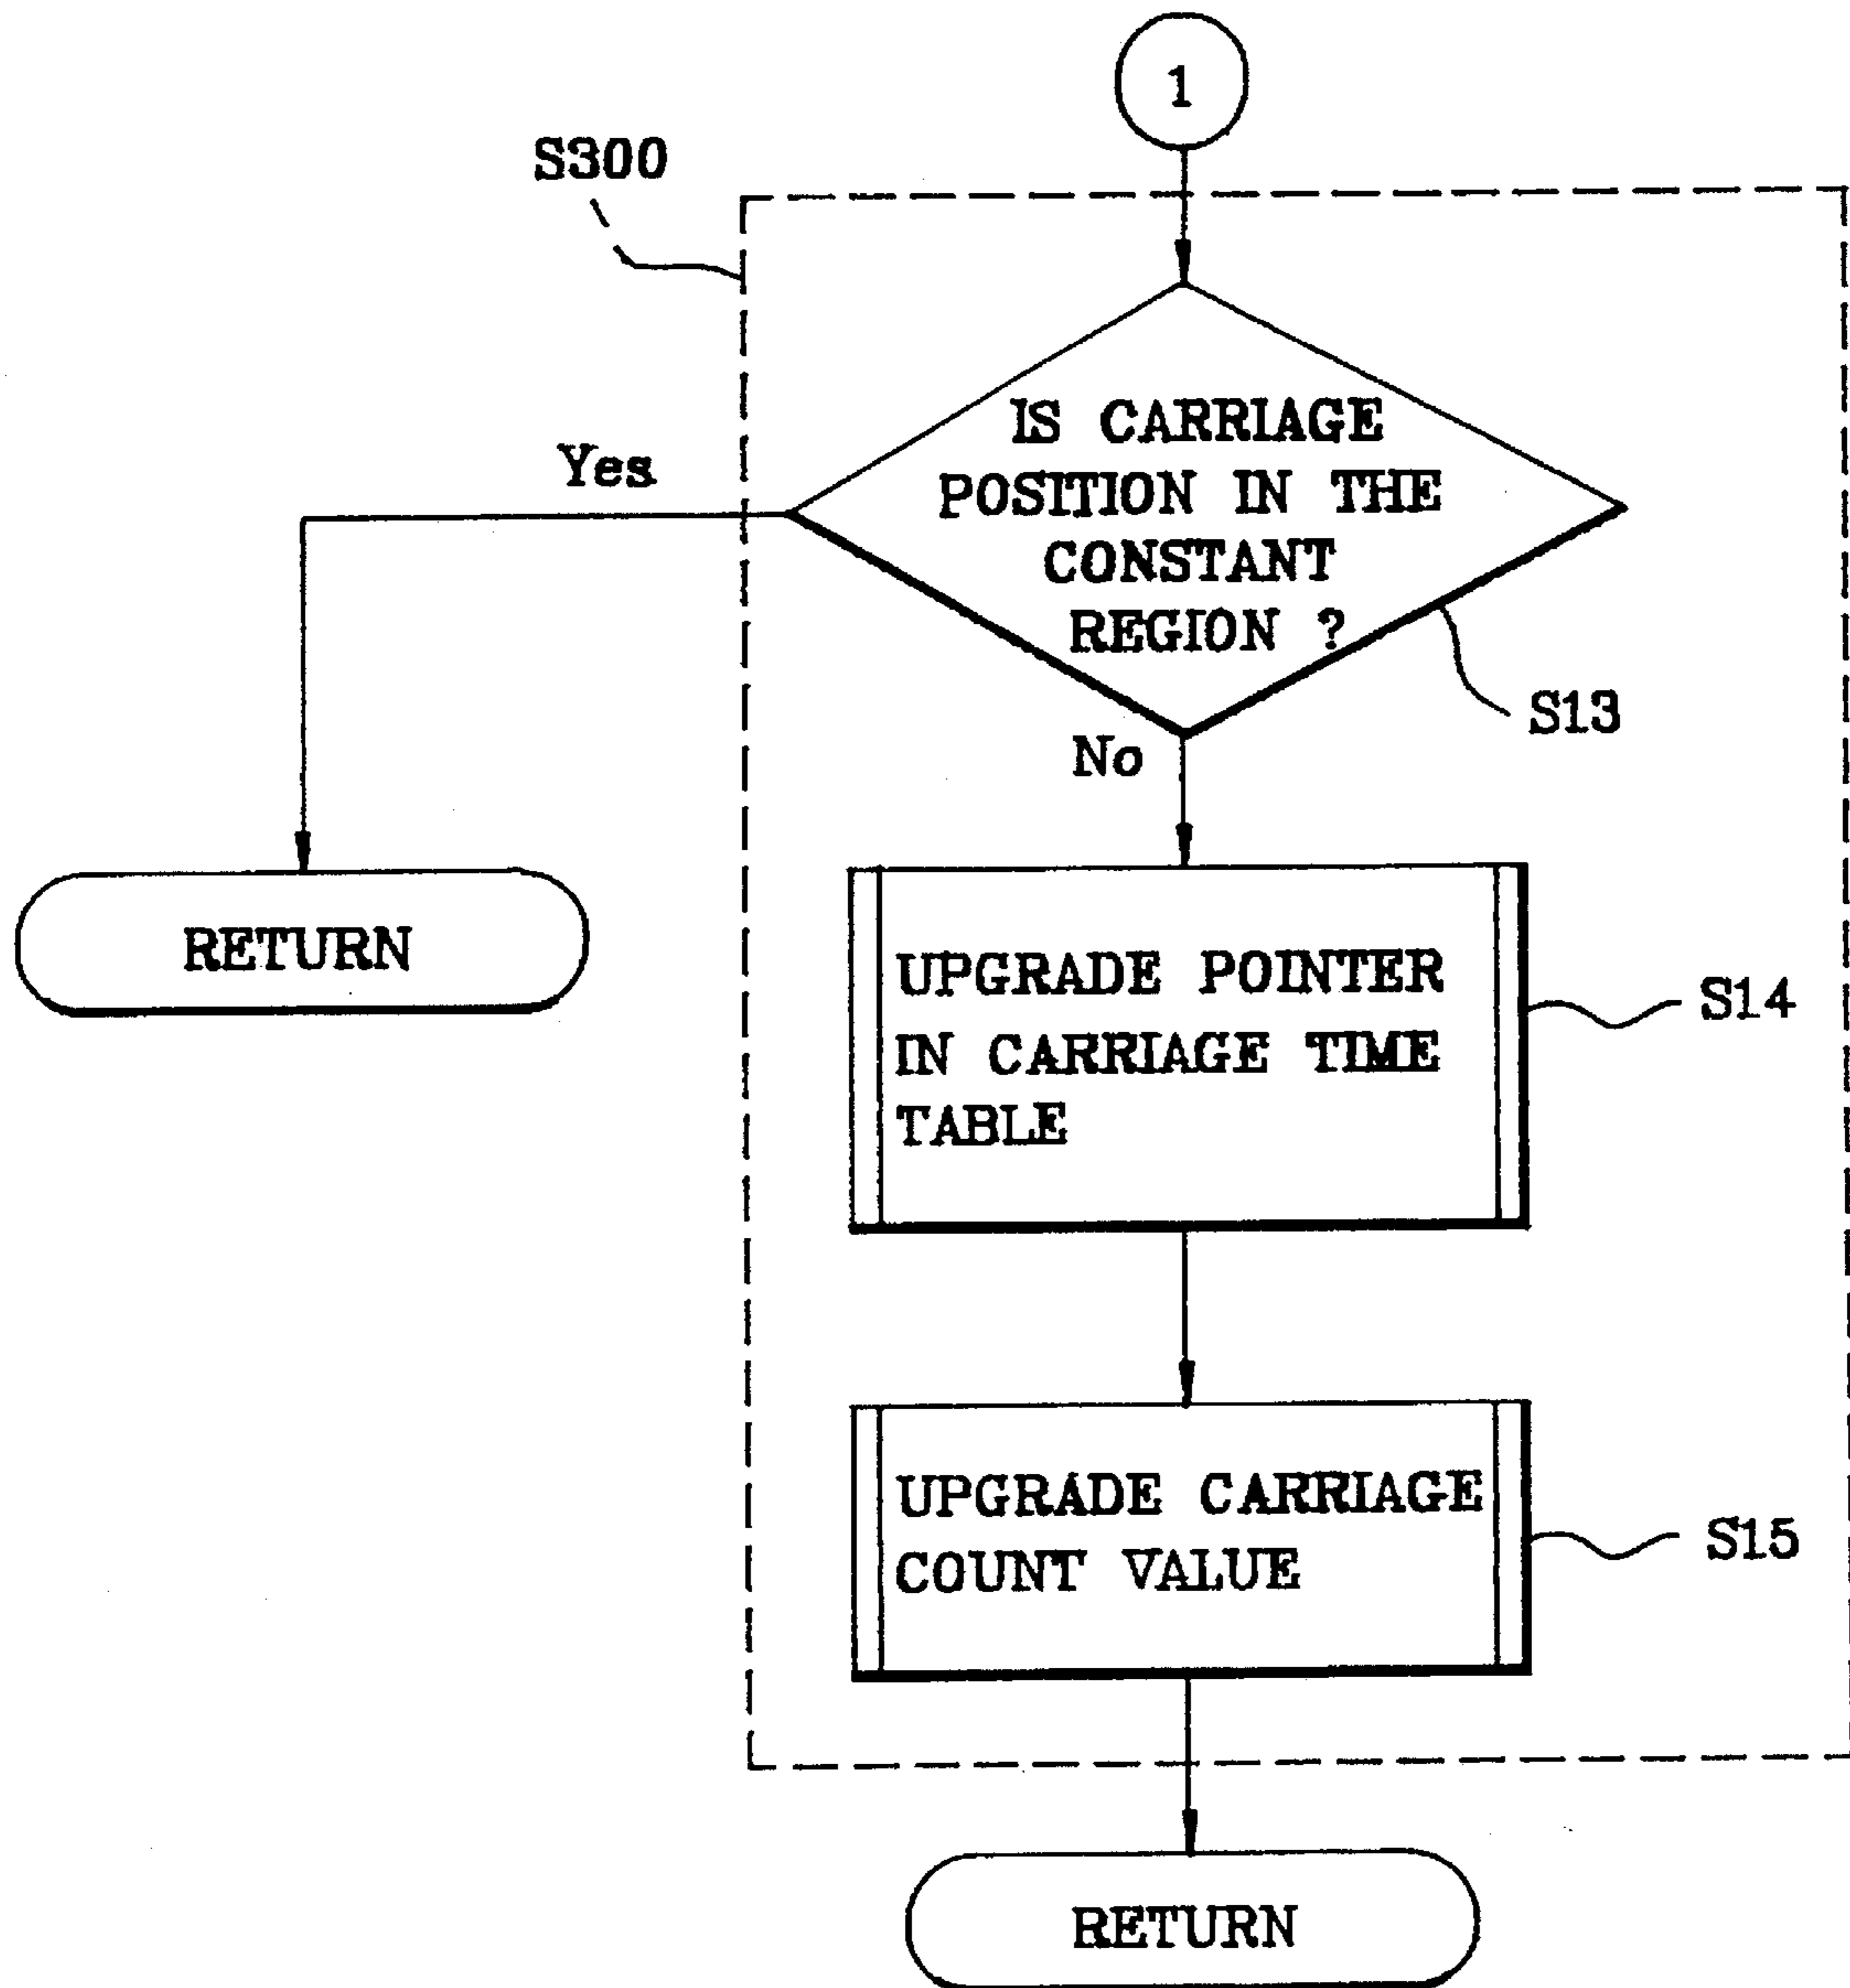 1
S300
IS CARRIAGE
POSITION IN THE
CONSTANT
REGION ?
Yes
S13
No
RETURN
UPGRADE POINTER
IN CARRIAGE TIME
TABLE
S14
UPGRADE CARRIAGE
COUNT VALUE
S15
RETURN